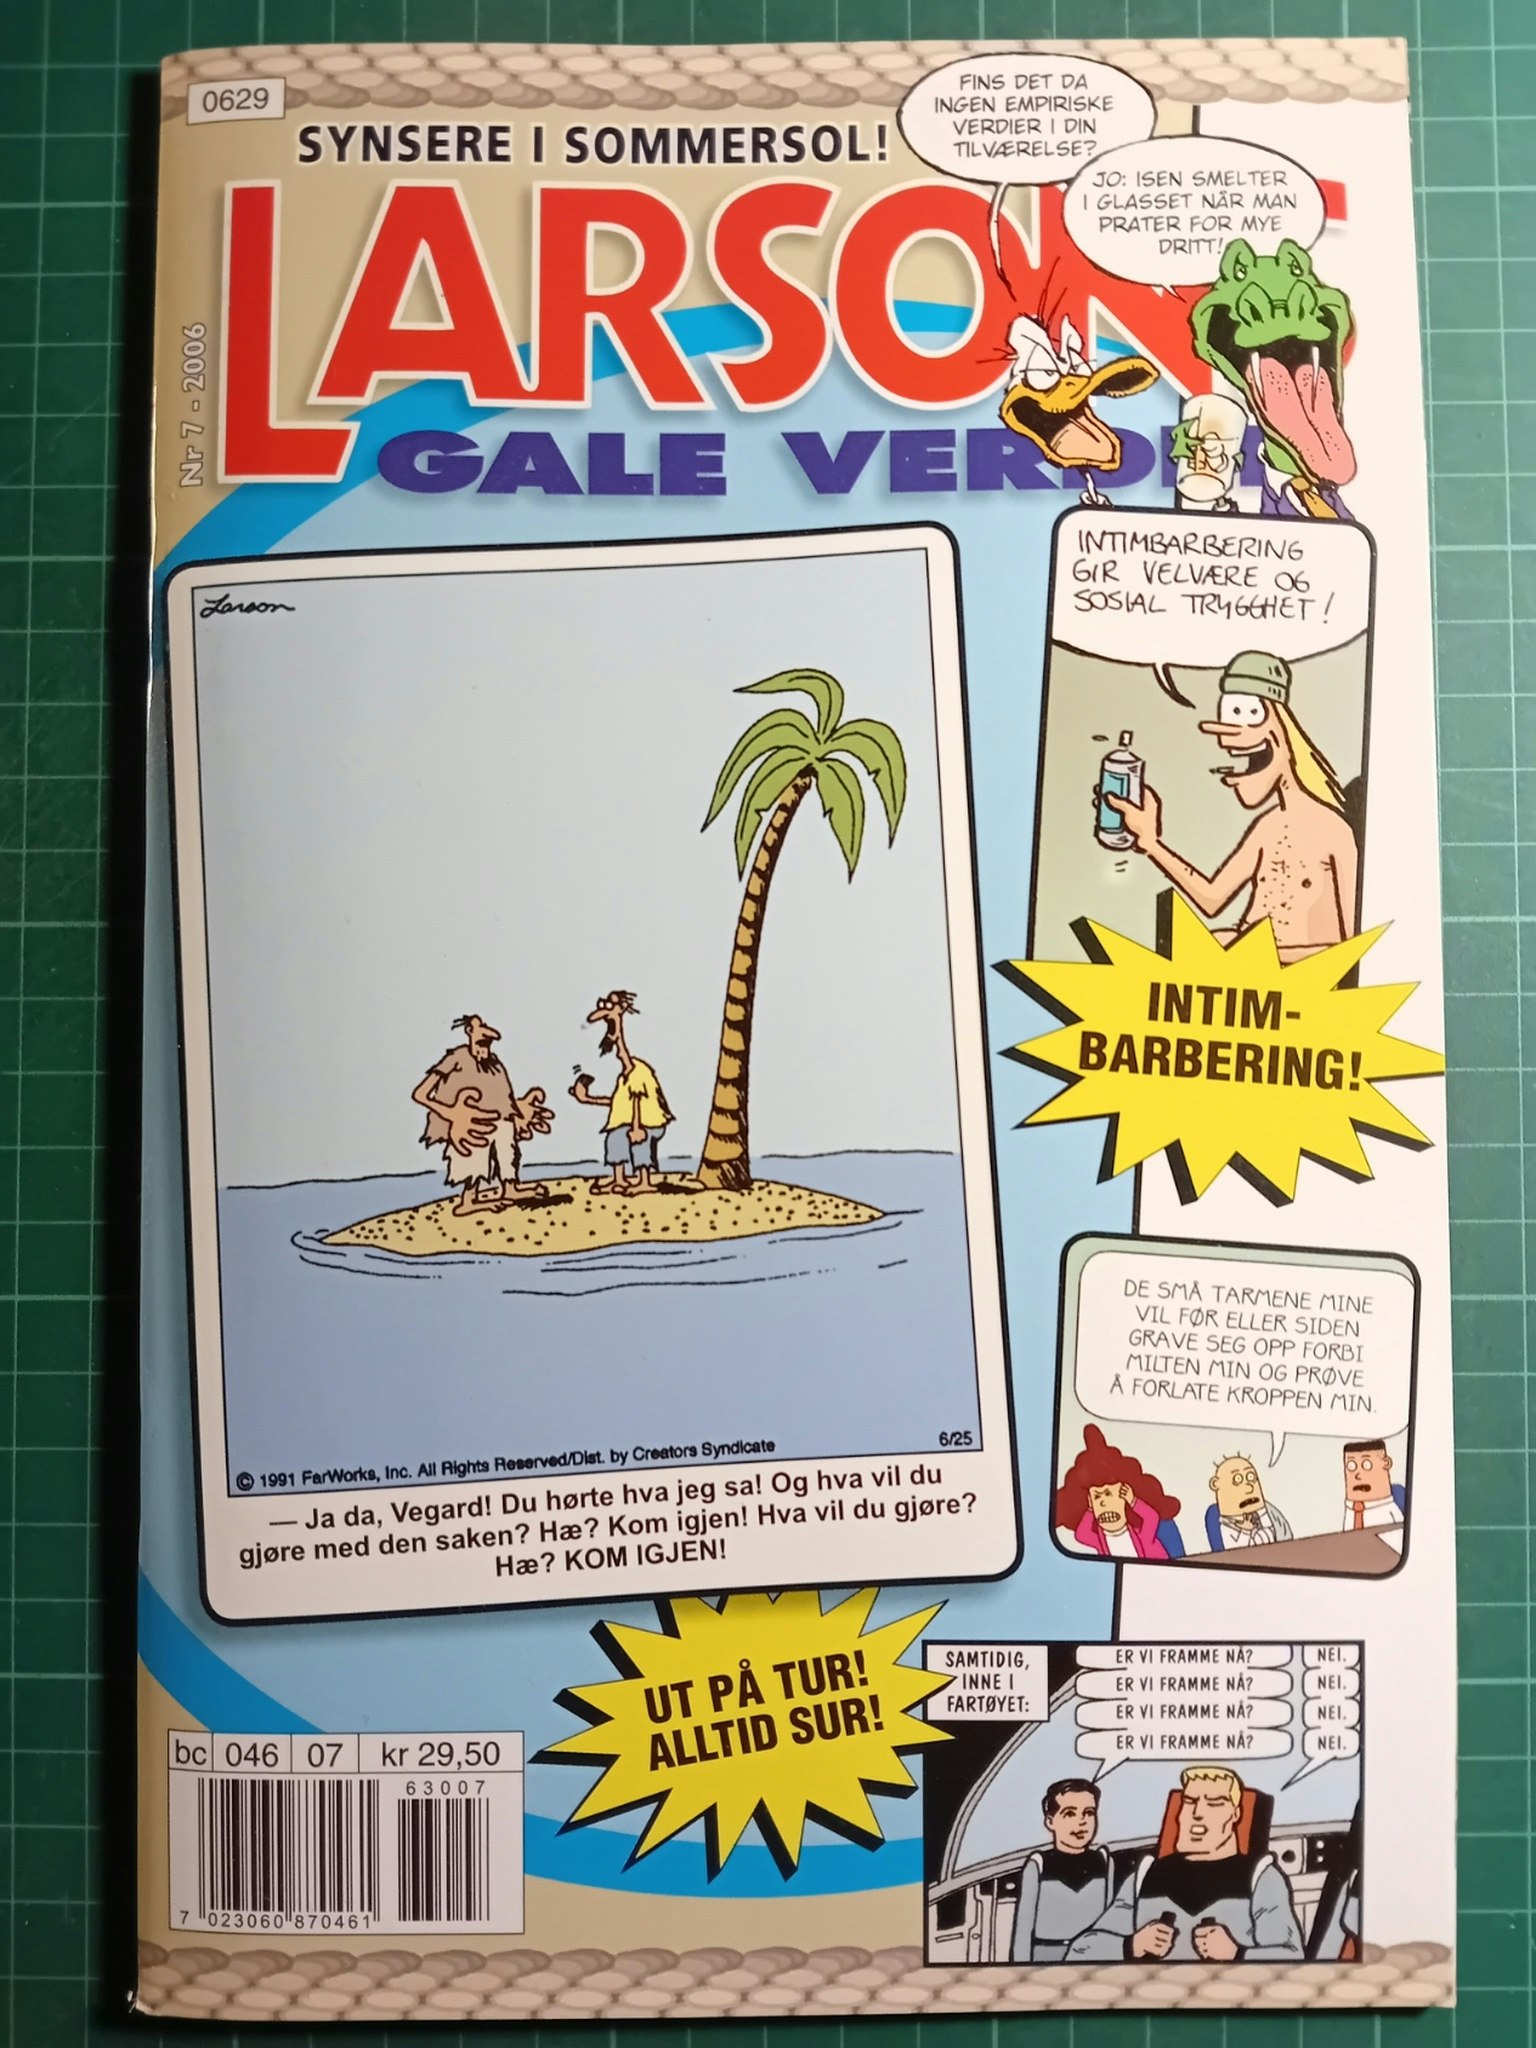 0629
SYNSERE I SOMMERSOL!
FINS DET DA
INGEN EMPIRISKE
VERDIER I DIN
TILVÆRELSE?
JO: ISEN SMELTER
I GLASSET NÅR MAN
PRATER FOR MYE
DRITT!
LARSONS
GALE VERDEN
Nr 7 - 2006
Larson
INTIMBARBERING
GIR VELVÆRE OG
SOSIAL TRYGGHET!
INTIM-
BARBERING!
DE SMÅ TARMENE MINE
VIL FØR ELLER SIDEN
GRAVE SEG OPP FORBI
MILTEN MIN OG PRØVE
Å FORLATE KROPPEN MIN.
© 1991 FarWorks, Inc. All Rights Reserved/Dist. by Creators Syndicate
6/25
— Ja da, Vegard! Du hørte hva jeg sa! Og hva vil du
gjøre med den saken? Hæ? Kom igjen! Hva vil du gjøre?
Hæ? KOM IGJEN!
UT PÅ TUR!
ALLTID SUR!
SAMTIDIG,
INNE I
FARTØYET:
ER VI FRAMME NÅ?
NEI.
ER VI FRAMME NÅ?
NEI.
ER VI FRAMME NÅ?
NEI.
ER VI FRAMME NÅ?
NEI.
bc 046 07 kr 29,50
63007
7 023060 870461